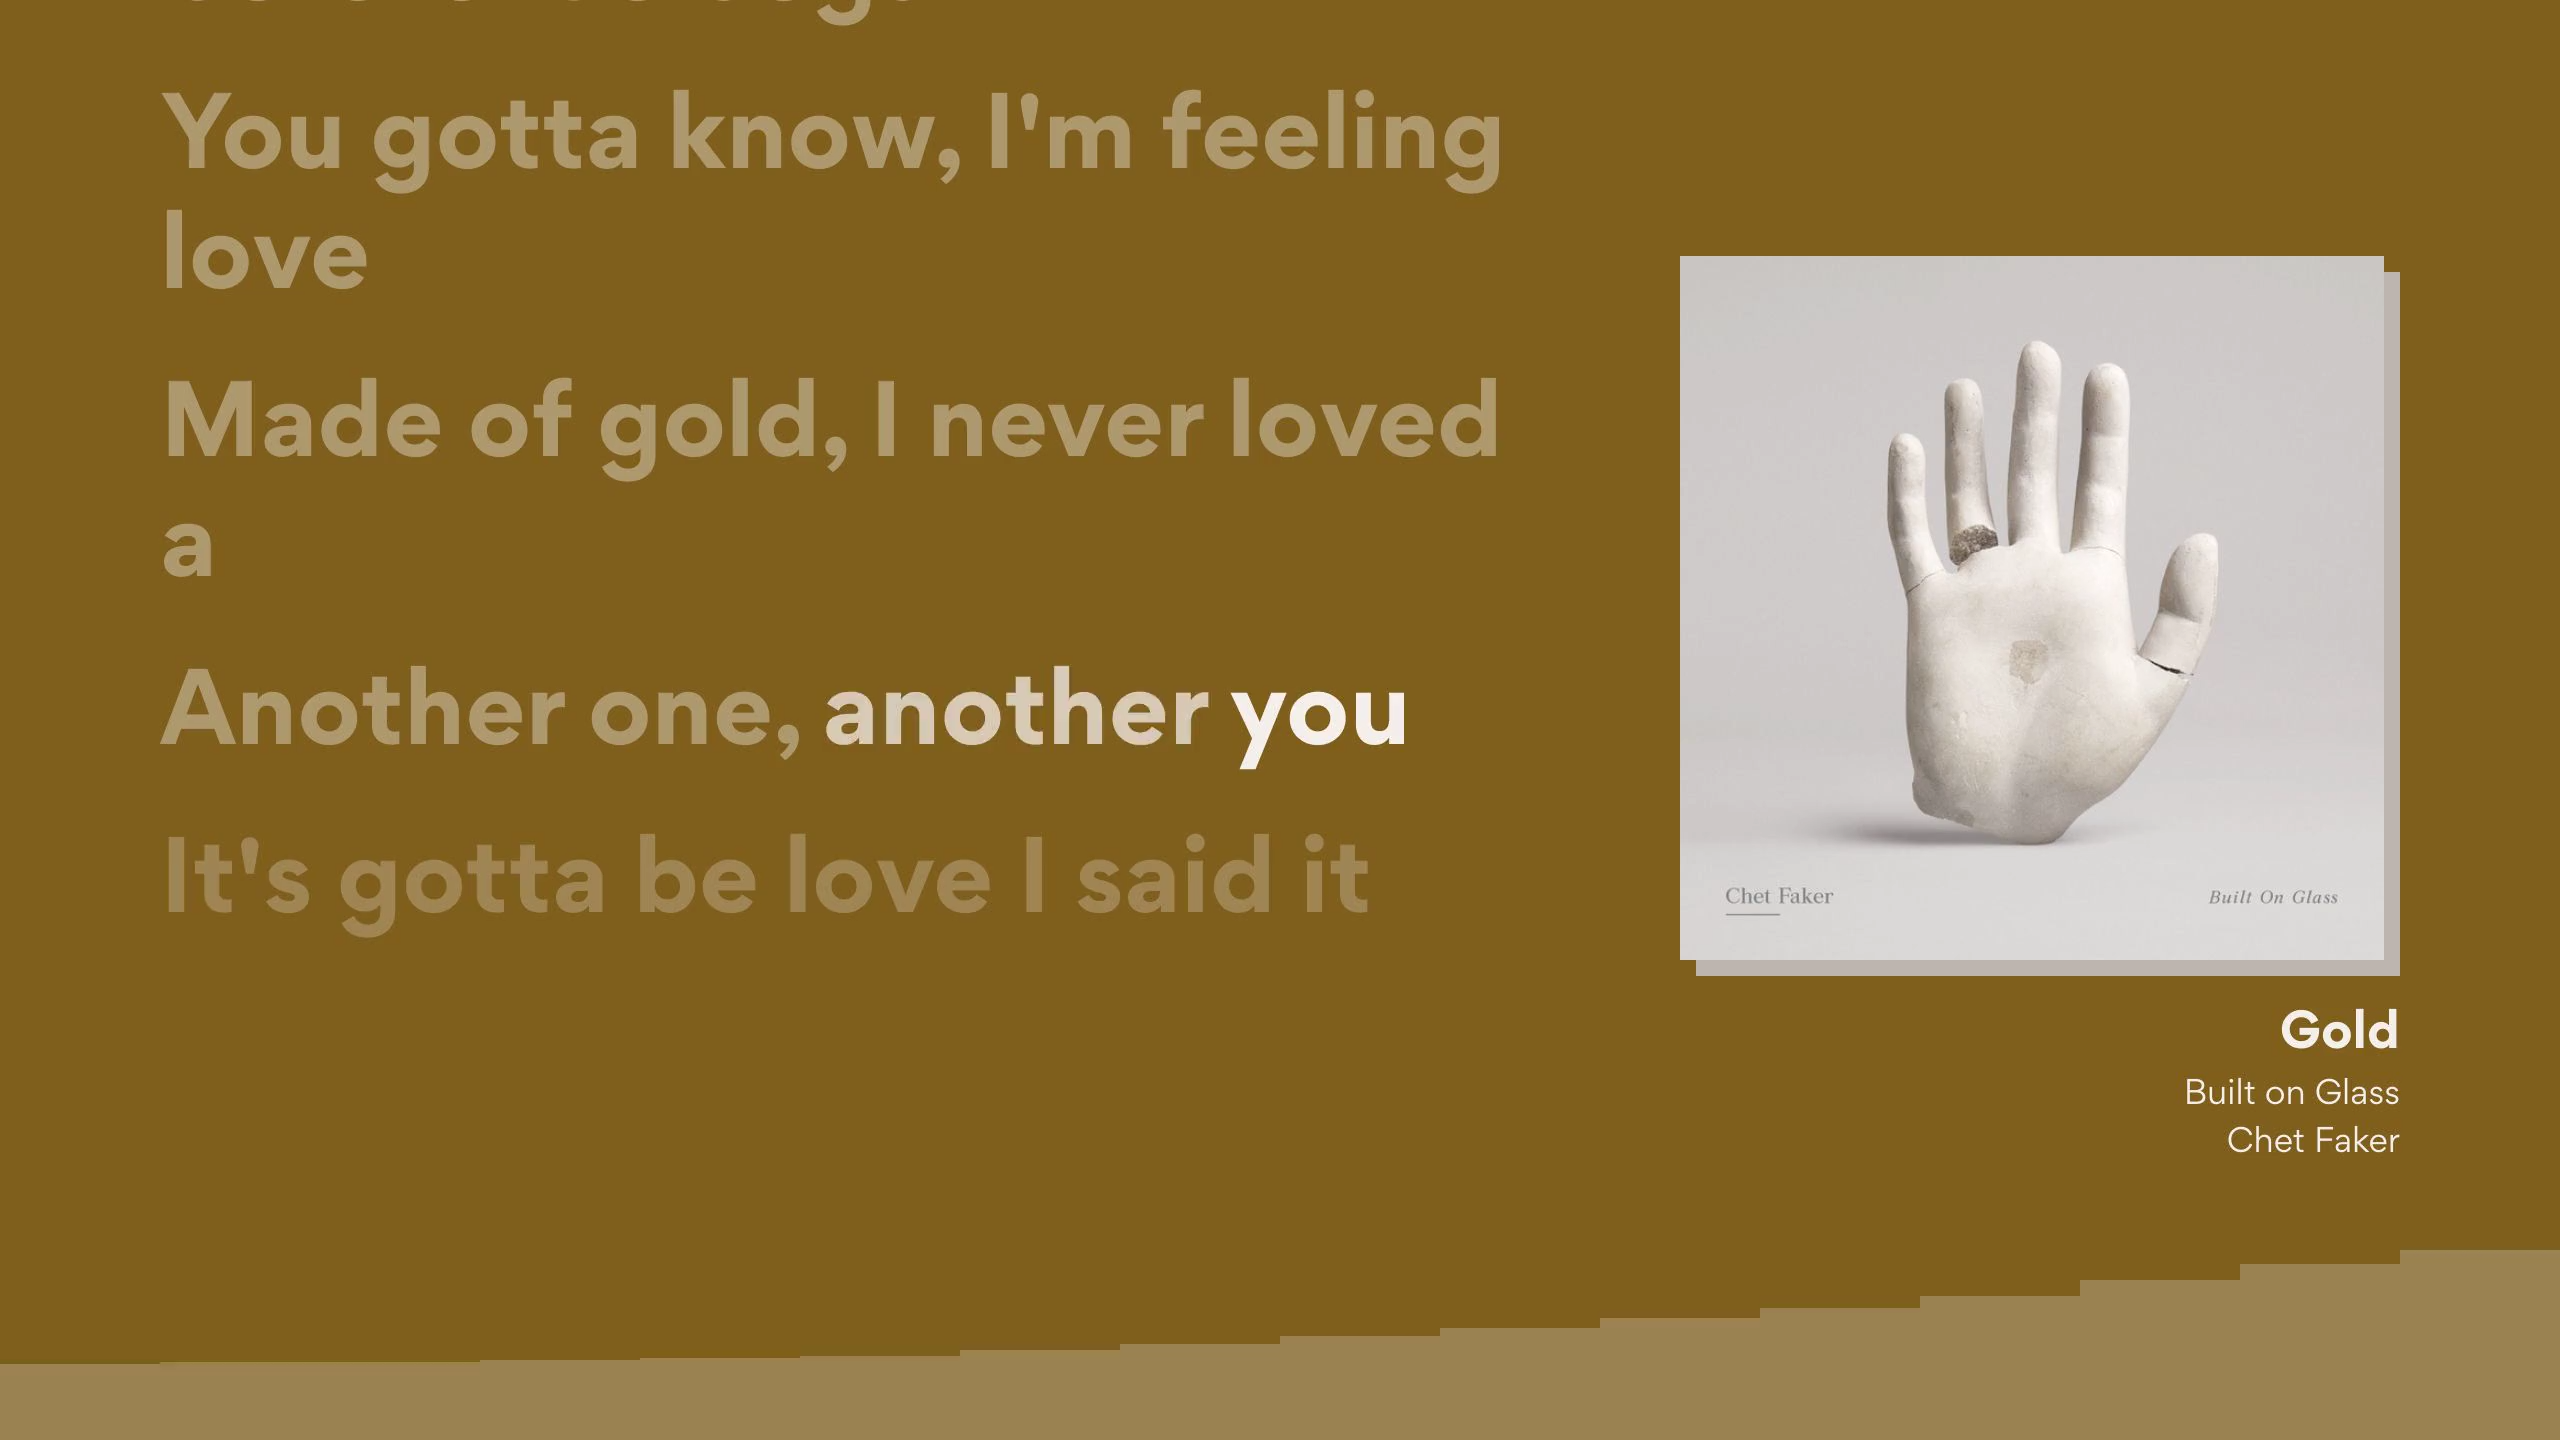 You gotta know, I'm feeling
love
Made of gold, I never loved
a
Another one, another you
It's gotta be love I said it
Chet Faker
Built On Glass
Gold
Built on Glass
Chet Faker